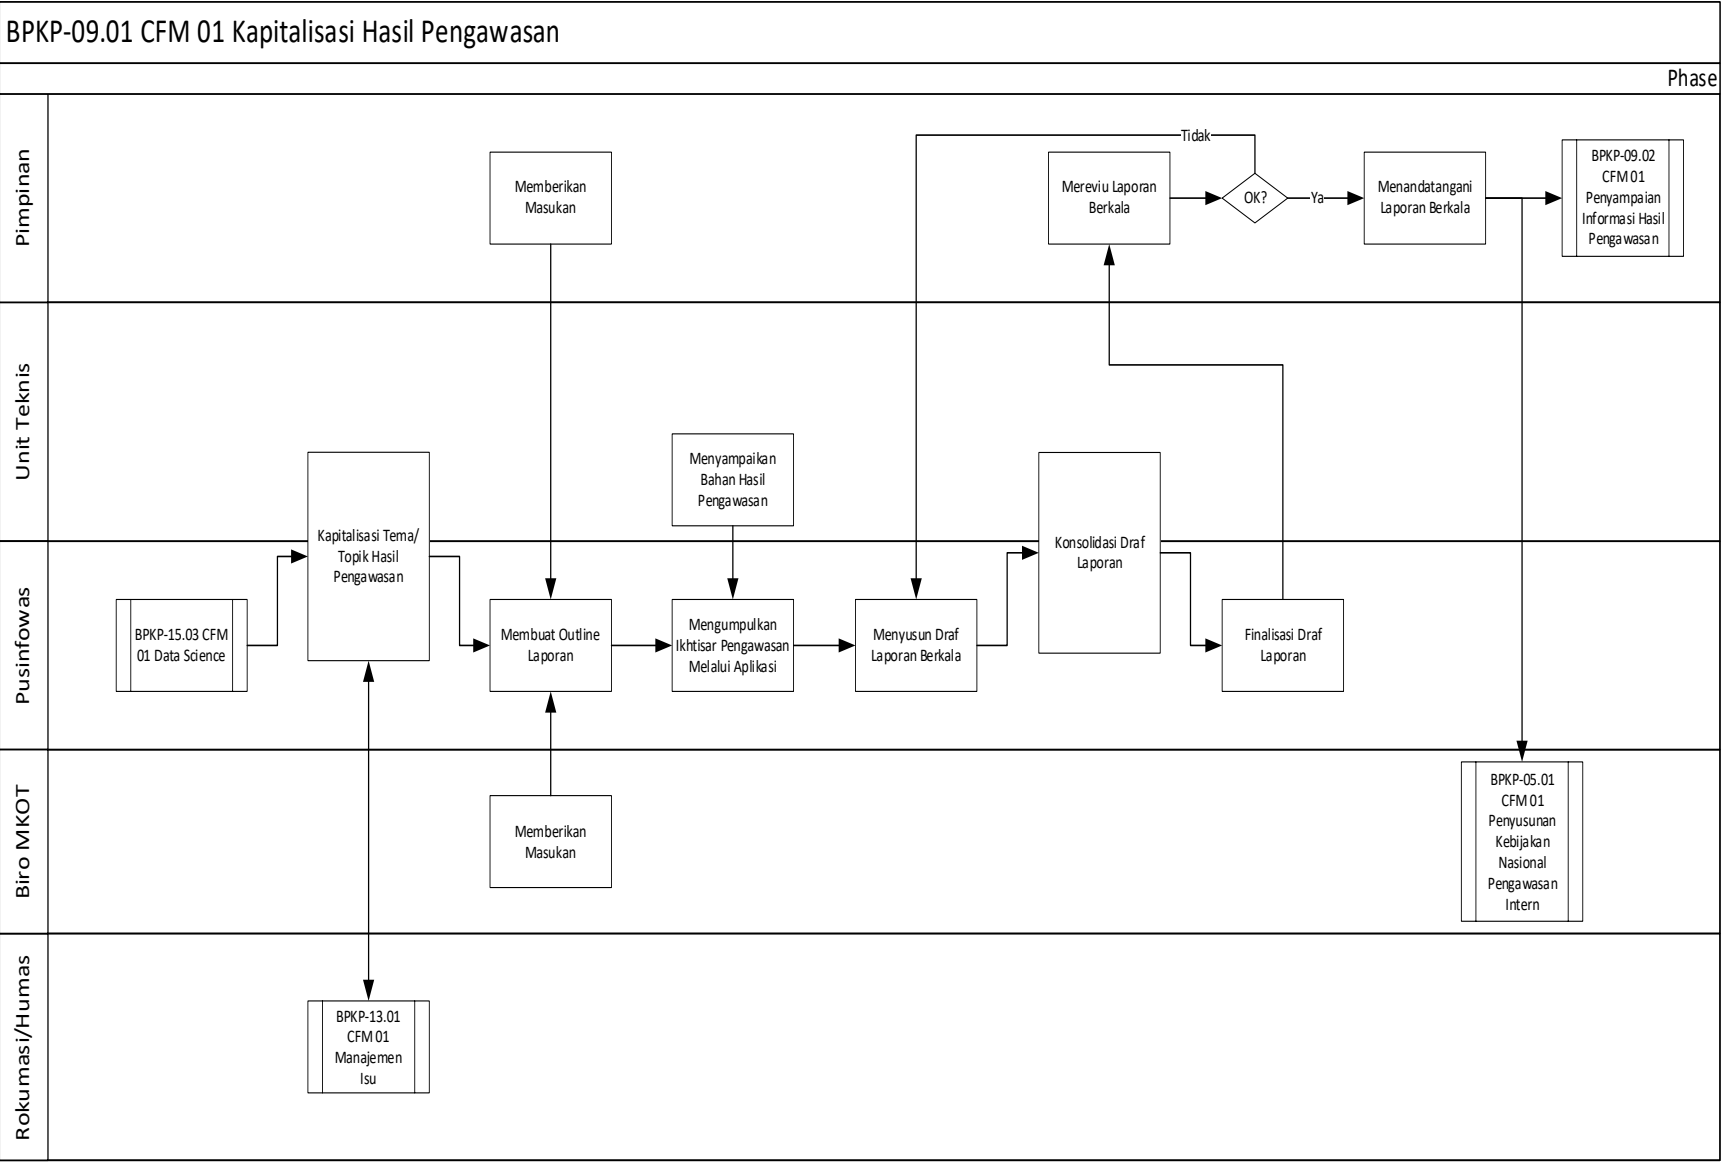 BPKP-09.01 CFM 01 Kapitalisasi Hasil Pengawasan
Phase
Pimpinan
Memberikan
Masukan
Mereviu Laporan
Berkala
Tidak
OK?
Ya
Menandatangani
Laporan Berkala
BPKP-09.02
CFM 01
Penyampaian
Informasi Hasil
Pengawasan
Unit Teknis
Kapitalisasi Tema/
Topik Hasil
Pengawasan
Menyampaikan
Bahan Hasil
Pengawasan
Konsolidasi Draf
Laporan
Pusinfowas
BPKP-15.03 CFM
01 Data Science
Membuat Outline
Laporan
Mengumpulkan
Ikhtisar Pengawasan
Melalui Aplikasi
Menyusun Draf
Laporan Berkala
Finalisasi Draf
Laporan
Biro MKOT
Memberikan
Masukan
BPKP-05.01
CFM 01
Penyusunan
Kebijakan
Nasional
Pengawasan
Intern
Rokumasi/Humas
BPKP-13.01
CFM 01
Manajemen
Isu